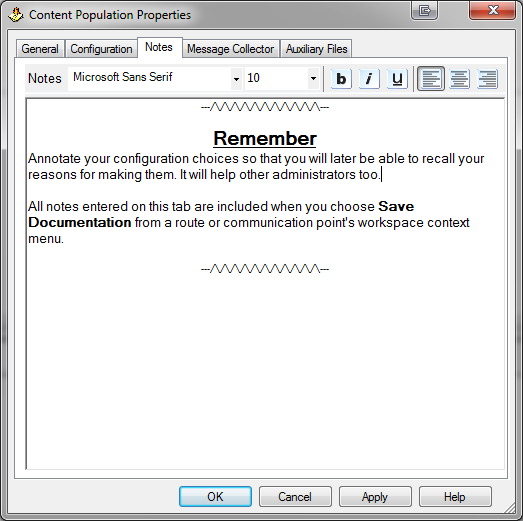 Content Population Properties
General Configuration Notes Message Collector Auxiliary Files
Notes Microsoft Sans Serif 10 b i u
---/\/\/\/\/\/\/\/\/\/\/\/\/\---
Remember
Annotate your configuration choices so that you will later be able to recall your
reasons for making them. It will help other administrators too.
All notes entered on this tab are included when you choose Save
Documentation from a route or communication point's workspace context
menu.
---/\/\/\/\/\/\/\/\/\/\/\/\/\---
OK Cancel Apply Help